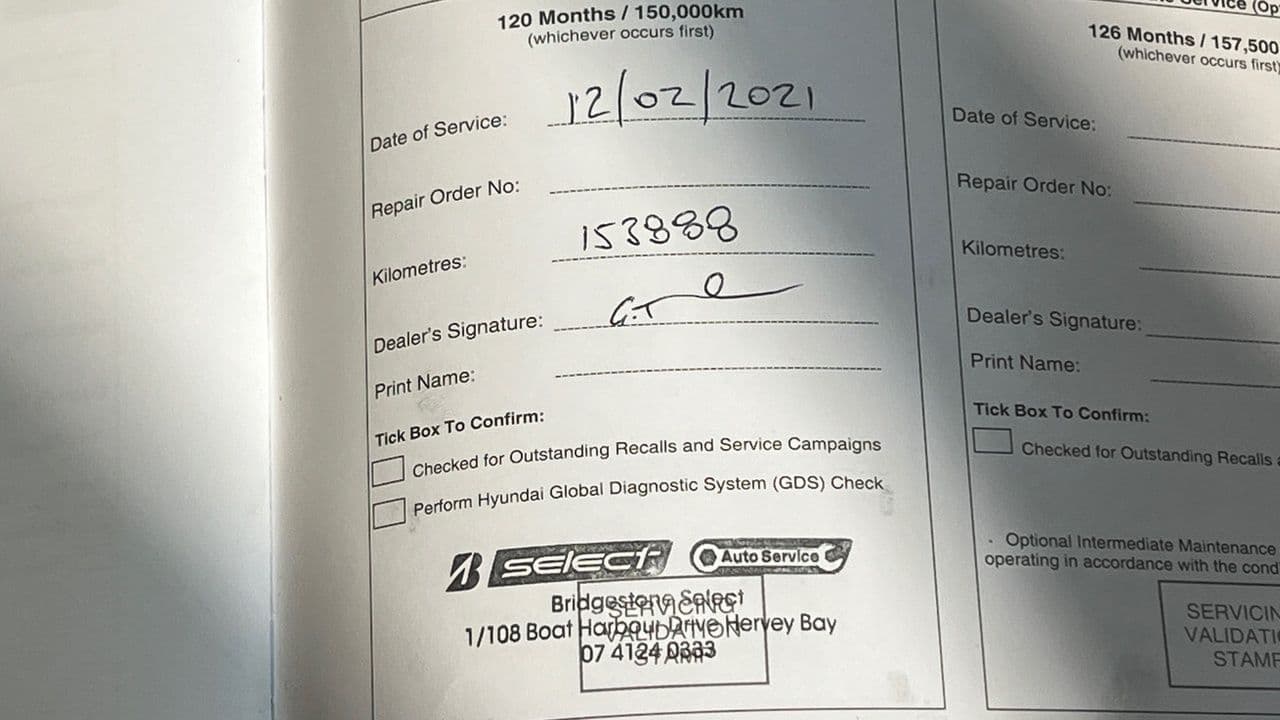 120 Months / 150,000km
(whichever occurs first)
Date of Service: 12/02/2021
Repair Order No:
Kilometres: 153888
Dealer's Signature: G.T
Print Name:
Tick Box To Confirm:
Checked for Outstanding Recalls and Service Campaigns
Perform Hyundai Global Diagnostic System (GDS) Check
B select Auto Service
Bridgestone Select
1/108 Boat Harbour Drive Hervey Bay
07 4124 0333
SERVICING
VALIDATION
STAMP
126 Months / 157,500
(whichever occurs first)
Date of Service:
Repair Order No:
Kilometres:
Dealer's Signature:
Print Name:
Tick Box To Confirm:
Checked for Outstanding Recalls
Optional Intermediate Maintenance
operating in accordance with the cond
SERVICIN
VALIDATI
STAMP